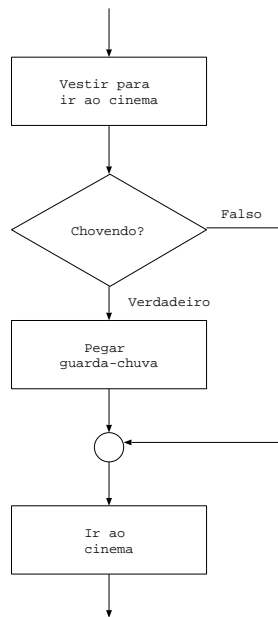 Vestir para
ir ao cinema
Chovendo?
Falso
Verdadeiro
Pegar
guarda-chuva
Ir ao
cinema